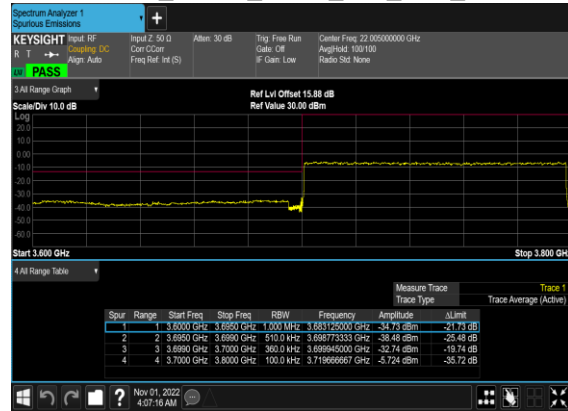 Spectrum Analyzer 1
Spurious Emissions
KEYSIGHT Input: RF Input Z: 50 Ω Atten: 30 dB Trig: Free Run Center Freq: 22.005000000 GHz
R T Coupling: DC Corr CCorr Gate: Off Avg|Hold: 100/100
Align: Auto Freq Ref: Int (S) IF Gain: Low Radio Std: None
PASS
3 All Range Graph
Ref Lvl Offset 15.88 dB
Scale/Div 10.0 dB Ref Value 30.00 dBm
Log
20.0
10.0
0.00
-10.0
-20.0
-30.0
-40.0
-50.0
-60.0
Start 3.600 GHz Stop 3.800 GH
4 All Range Table
Measure Trace Trace 1
Trace Type Trace Average (Active)
Spur Range Start Freq Stop Freq RBW Frequency Amplitude ΔLimit
1 1 3.6000 GHz 3.6950 GHz 1.000 MHz 3.683125000 GHz -34.73 dBm -21.73 dB
2 2 3.6950 GHz 3.6990 GHz 510.0 kHz 3.698773333 GHz -38.48 dBm -25.48 dB
3 3 3.6990 GHz 3.7000 GHz 360.0 kHz 3.699945000 GHz -32.74 dBm -19.74 dB
4 4 3.7000 GHz 3.8000 GHz 100.0 kHz 3.719666667 GHz -5.724 dBm -35.72 dB
? Nov 01, 2022
4:07:16 AM